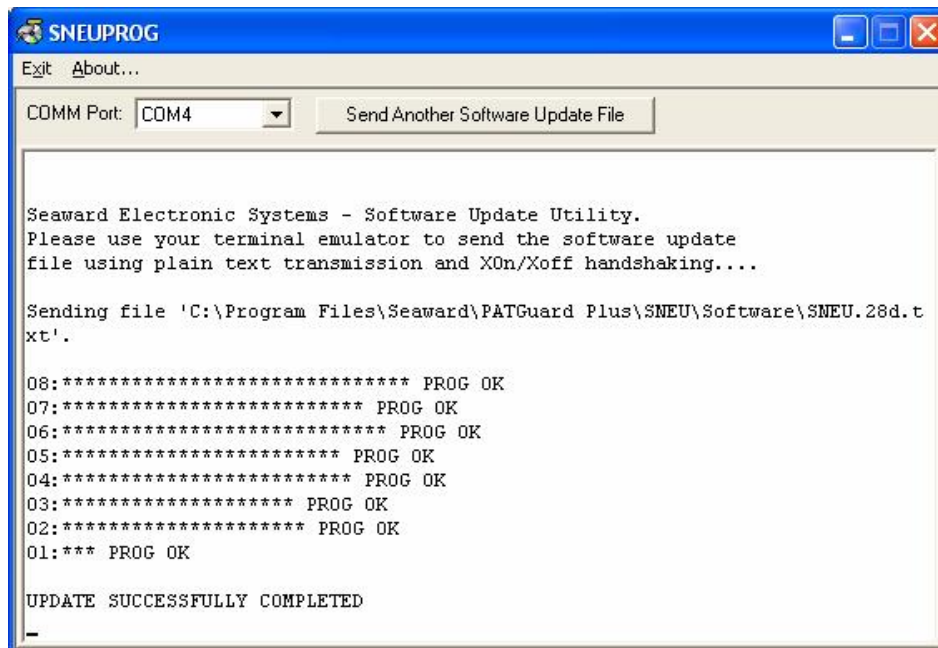 SNEUPROG
Exit About...
COMM Port: COM4 Send Another Software Update File
Seaward Electronic Systems - Software Update Utility.
Please use your terminal emulator to send the software update
file using plain text transmission and XOn/Xoff handshaking....
Sending file 'C:\Program Files\Seaward\PATGuard Plus\SNEU\Software\SNEU.28d.t
xt'.
08:****************************** PROG OK
07:************************** PROG OK
06:**************************** PROG OK
05:************************ PROG OK
04:************************* PROG OK
03:******************** PROG OK
02:********************* PROG OK
01:*** PROG OK
UPDATE SUCCESSFULLY COMPLETED